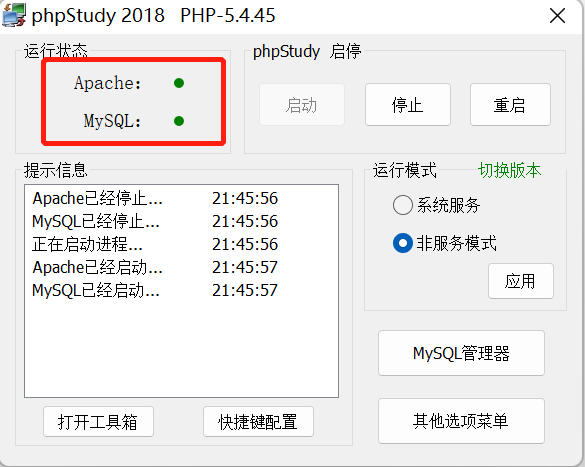 phpStudy 2018 PHP-5.4.45
运行状态
Apache:
MySQL:
phpStudy 启停
启动
停止
重启
提示信息
Apache已经停止... 21:45:56
MySQL已经停止... 21:45:56
正在启动进程... 21:45:56
Apache已经启动... 21:45:57
MySQL已经启动... 21:45:57
打开工具箱
快捷键配置
运行模式
切换版本
系统服务
非服务模式
应用
MySQL管理器
其他选项菜单